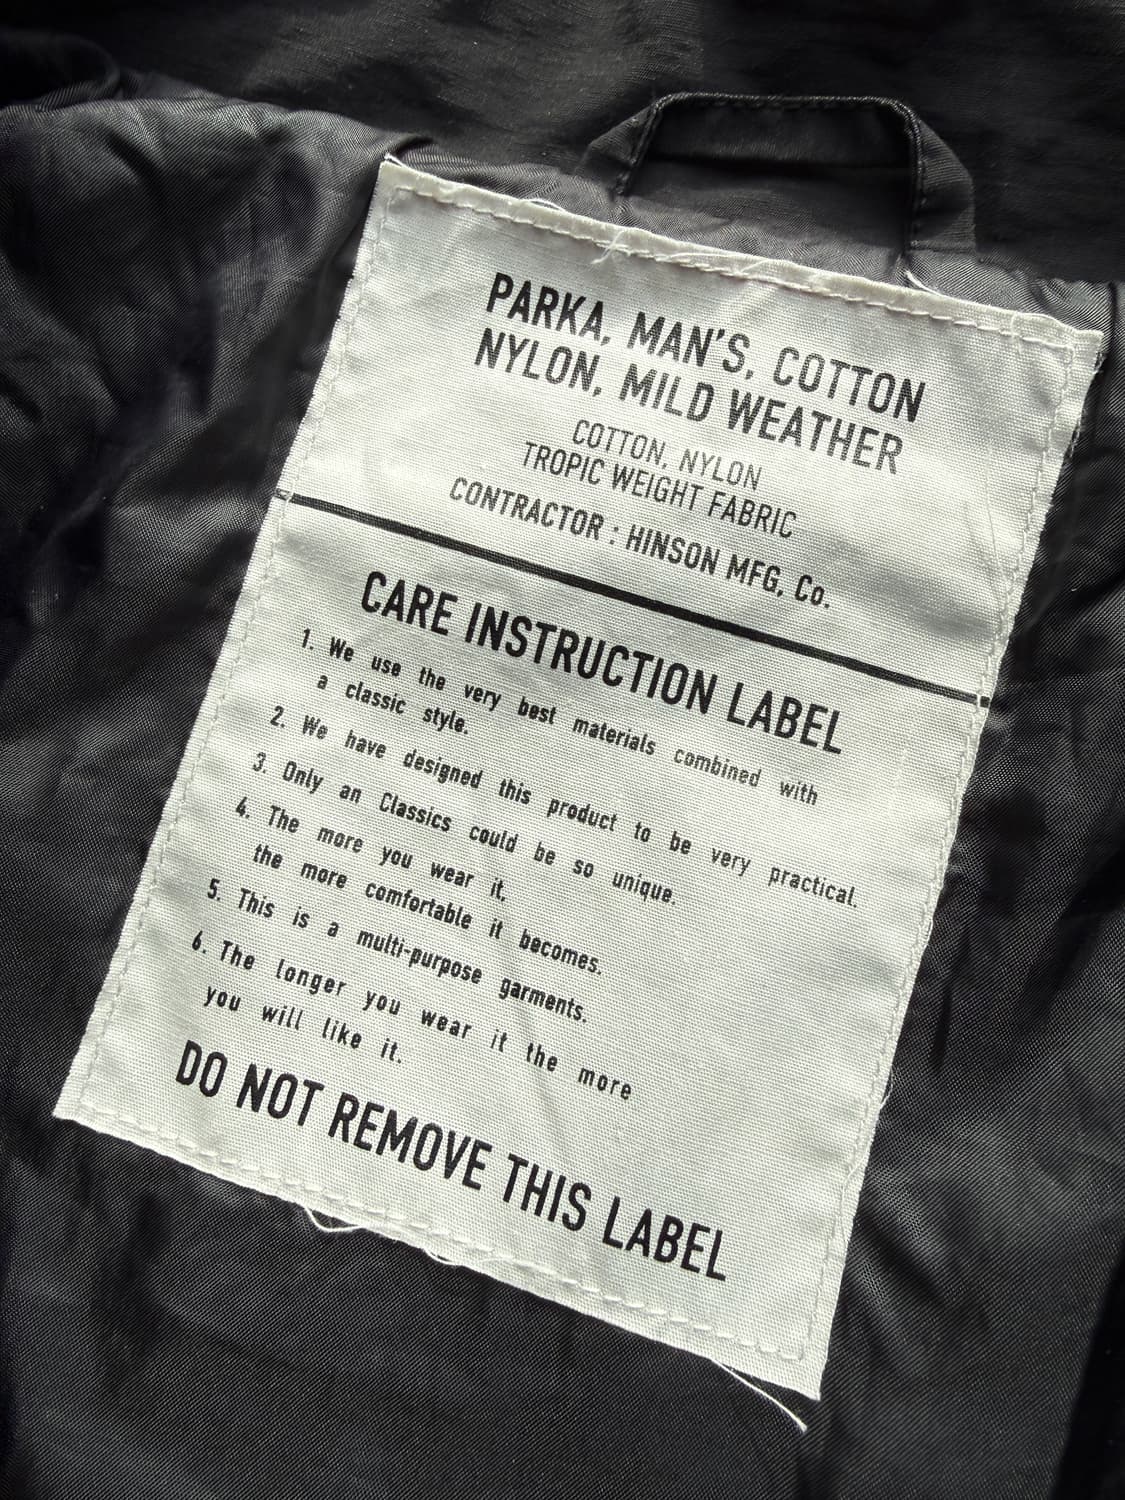 PARKA, MAN'S, COTTON
NYLON, MILD WEATHER
COTTON, NYLON
TROPIC WEIGHT FABRIC
CONTRACTOR : HINSON MFG, Co.
CARE INSTRUCTION LABEL
1. We use the very best materials combined with
a classic style.
2. We have designed this product to be very practical.
3. Only an Classics could be so unique.
4. The more you wear it,
the more comfortable it becomes.
5. This is a multi-purpose garments.
6. The longer you wear it the more
you will like it.
DO NOT REMOVE THIS LABEL